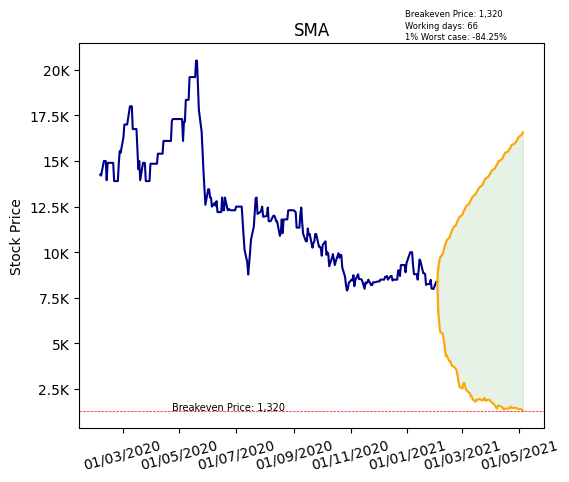 Breakeven Price: 1,320
Working days: 66
1% Worst case: -84.25%
SMA
Stock Price
20K
17.5K
15K
12.5K
10K
7.5K
5K
2.5K
Breakeven Price: 1,320
01/03/2020
01/05/2020
01/07/2020
01/09/2020
01/11/2020
01/01/2021
01/03/2021
01/05/2021